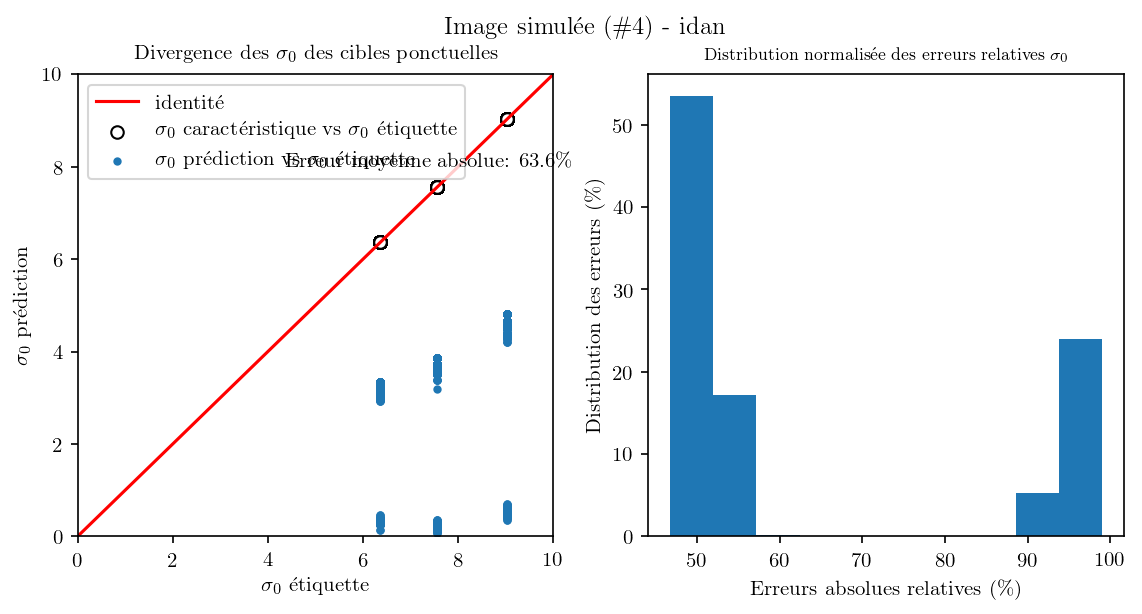 Image simulée (#4) - idan
Divergence des σ0 des cibles ponctuelles
identité
σ0 caractéristique vs σ0 étiquette
σ0 prédiction vs σ0 étiquette
Erreur moyenne absolue: 63.6%
10
8
6
4
2
0
σ0 prédiction
0 2 4 6 8 10
σ0 étiquette
Distribution normalisée des erreurs relatives σ0
50
40
30
20
10
0
Distribution des erreurs (%)
50 60 70 80 90 100
Erreurs absolues relatives (%)